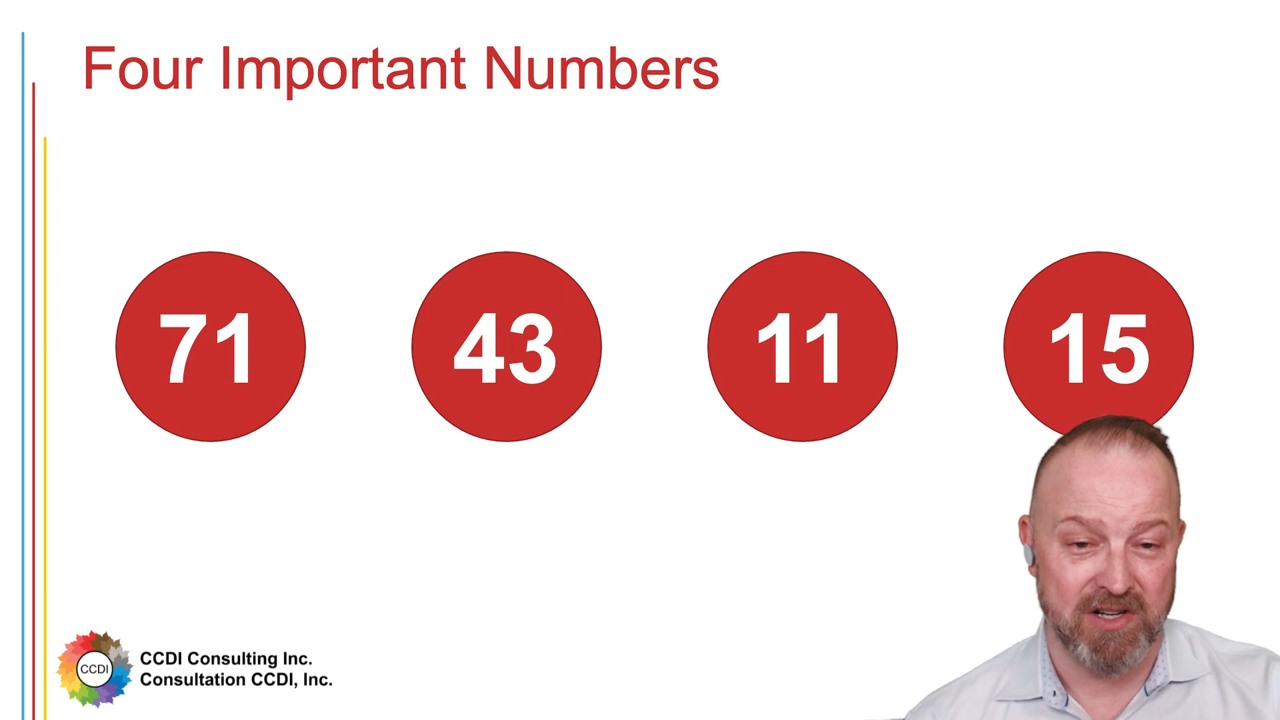 Four Important Numbers
71
43
11
15
CCDI
CCDI Consulting Inc.
Consultation CCDI, Inc.